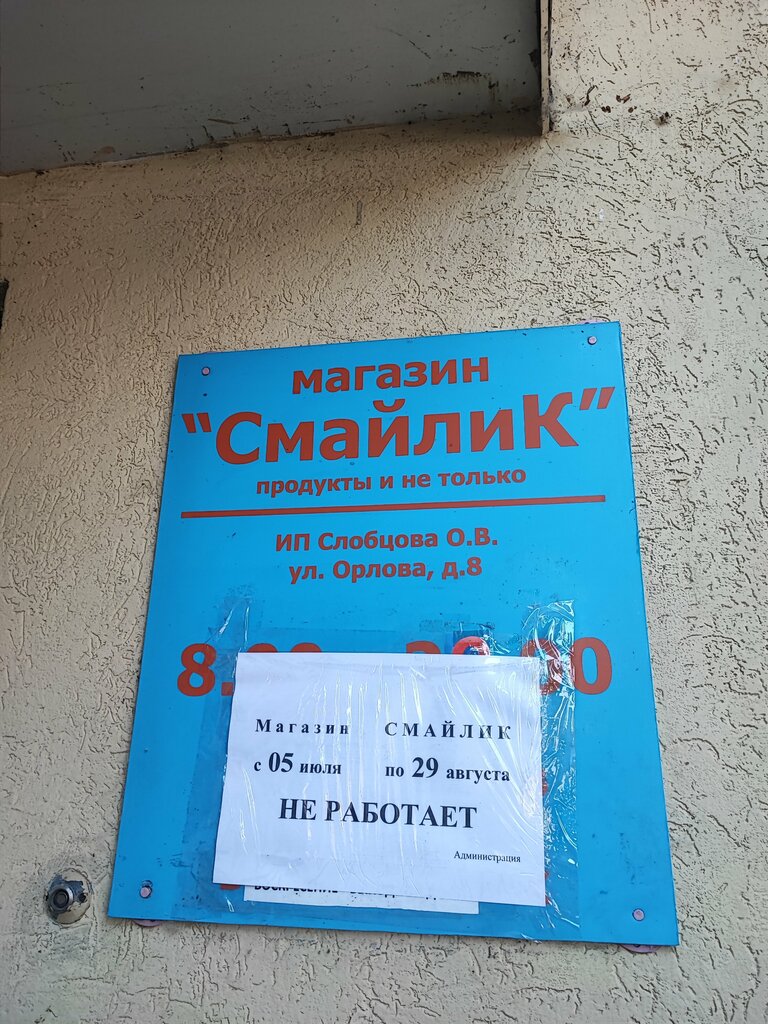 магазин
"СмайлиК"
продукты и не только
ИП Слобцова О.В.
ул. Орлова, д.8
Магазин СМАЙЛИК
с 05 июля по 29 августа
НЕ РАБОТАЕТ
Администрация